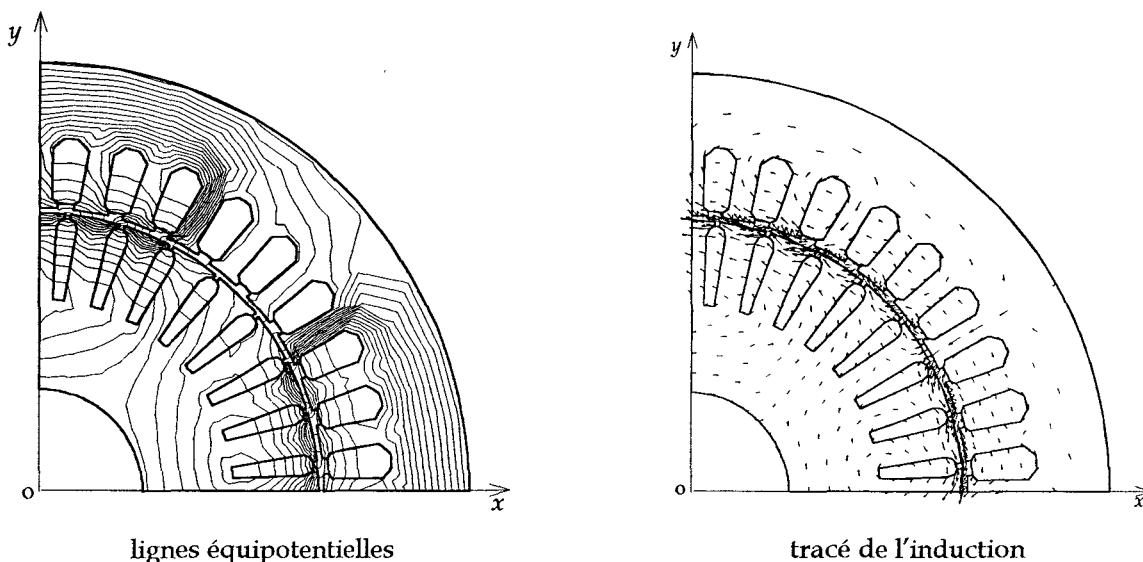 y
o
x
lignes équipotentielles
y
o
x
tracé de l'induction